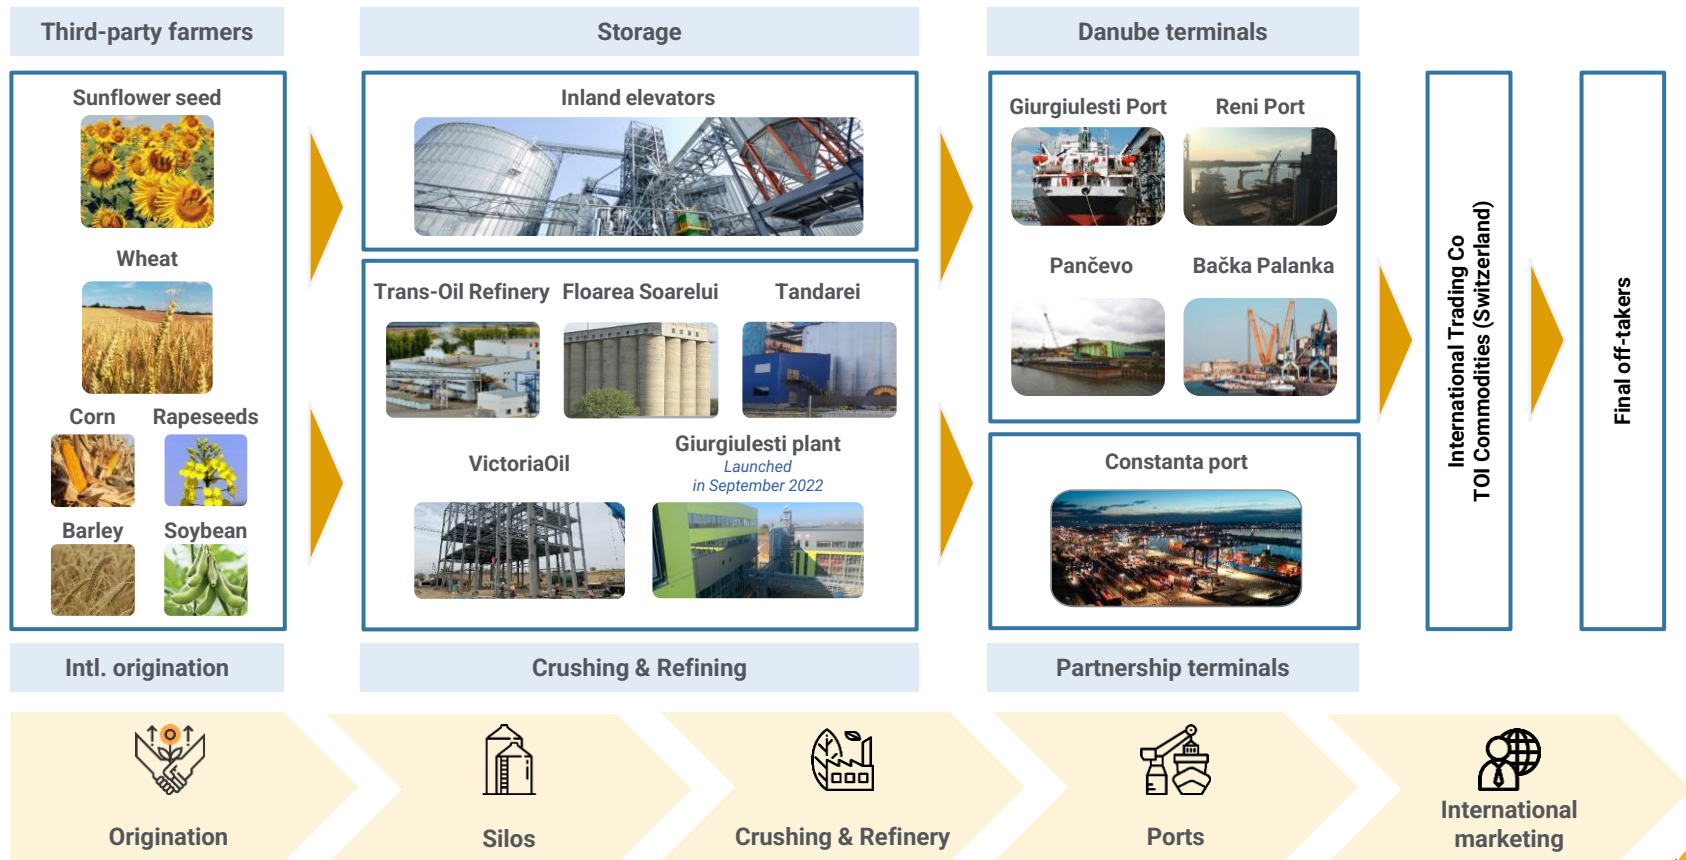 Third-party farmers
Storage
Danube terminals
Sunflower seed
Wheat
Corn
Rapeseeds
Barley
Soybean
Inland elevators
Trans-Oil Refinery
Floarea Soarelui
Tandarei
VictoriaOil
Giurgiulesti plant
Launched
in September 2022
Giurgiulesti Port
Reni Port
Pančevo
Bačka Palanka
Constanta port
International Trading Co
TOI Commodities (Switzerland)
Final off-takers
Intl. origination
Crushing & Refining
Partnership terminals
Origination
Silos
Crushing & Refinery
Ports
International
marketing